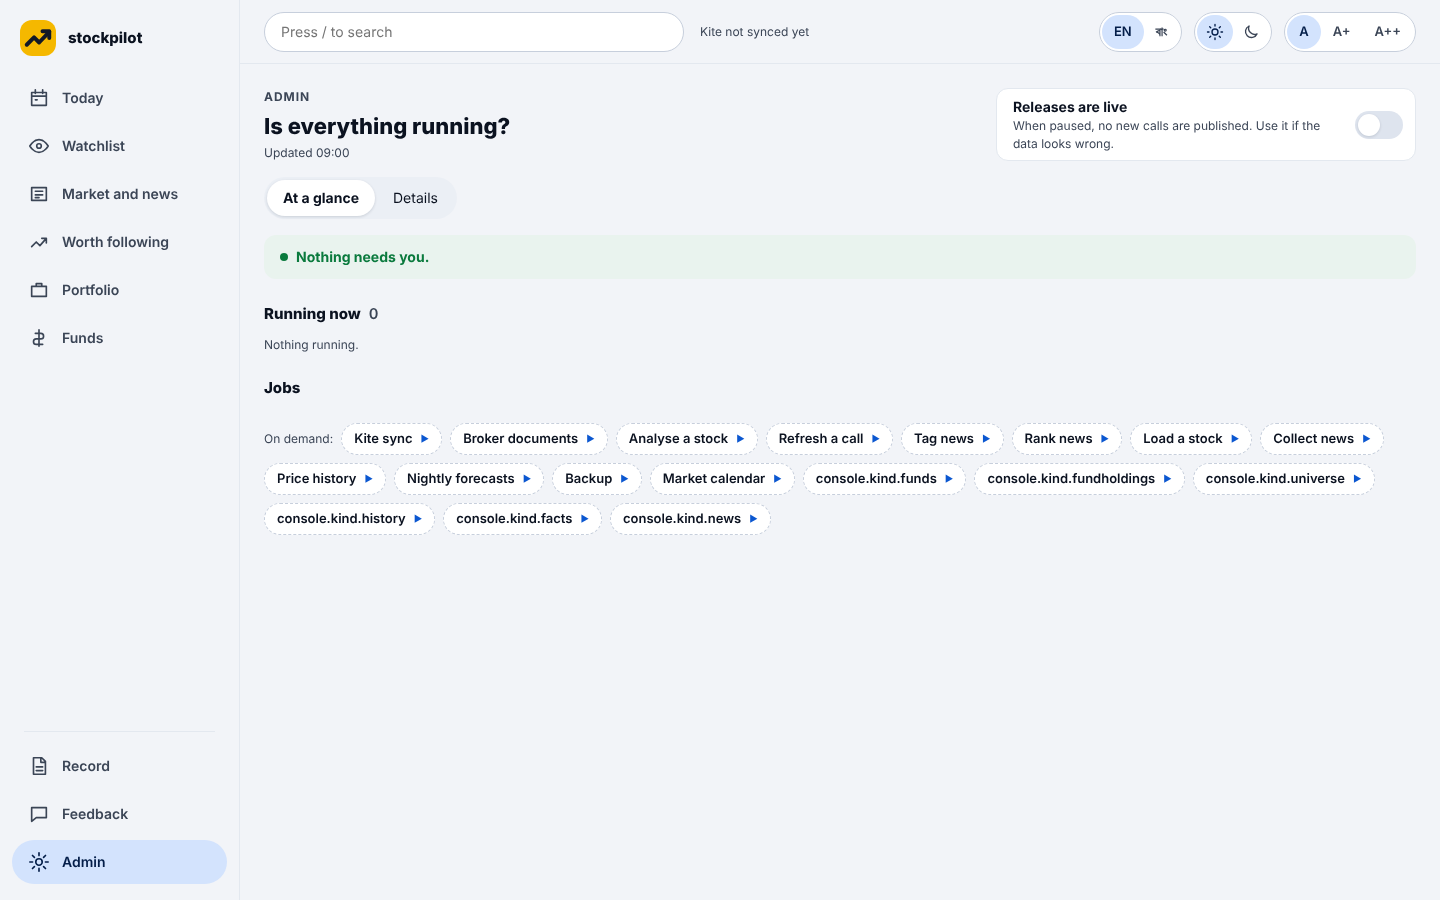 stockpilot
Press / to search
Kite not synced yet
EN
বাং
A
A+
A++
Today
Watchlist
Market and news
Worth following
Portfolio
Funds
Record
Feedback
Admin
ADMIN
Is everything running?
Updated 09:00
Releases are live
When paused, no new calls are published. Use it if the
data looks wrong.
At a glance
Details
Nothing needs you.
Running now 0
Nothing running.
Jobs
On demand: Kite sync Broker documents Analyse a stock Refresh a call Tag news Rank news Load a stock Collect news
Price history Nightly forecasts Backup Market calendar console.kind.funds console.kind.fundholdings console.kind.universe
console.kind.history console.kind.facts console.kind.news